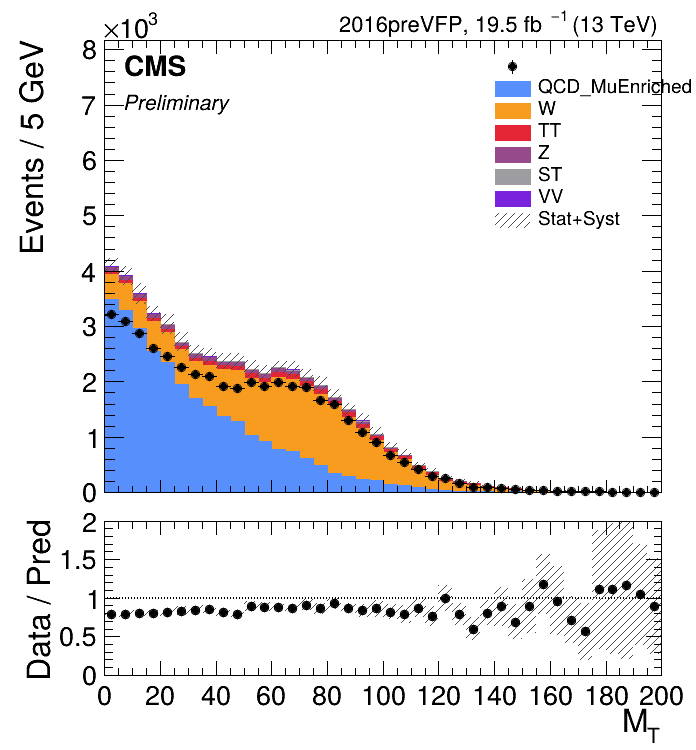 ×10³
2016preVFP, 19.5 fb ⁻¹ (13 TeV)
CMS
Preliminary
QCD_MuEnriched
W
TT
Z
ST
VV
Stat+Syst
Events / 5 GeV
8
7
6
5
4
3
2
1
0
Data / Pred
2
1.5
1
0.5
0
0 20 40 60 80 100 120 140 160 180 200
M_T